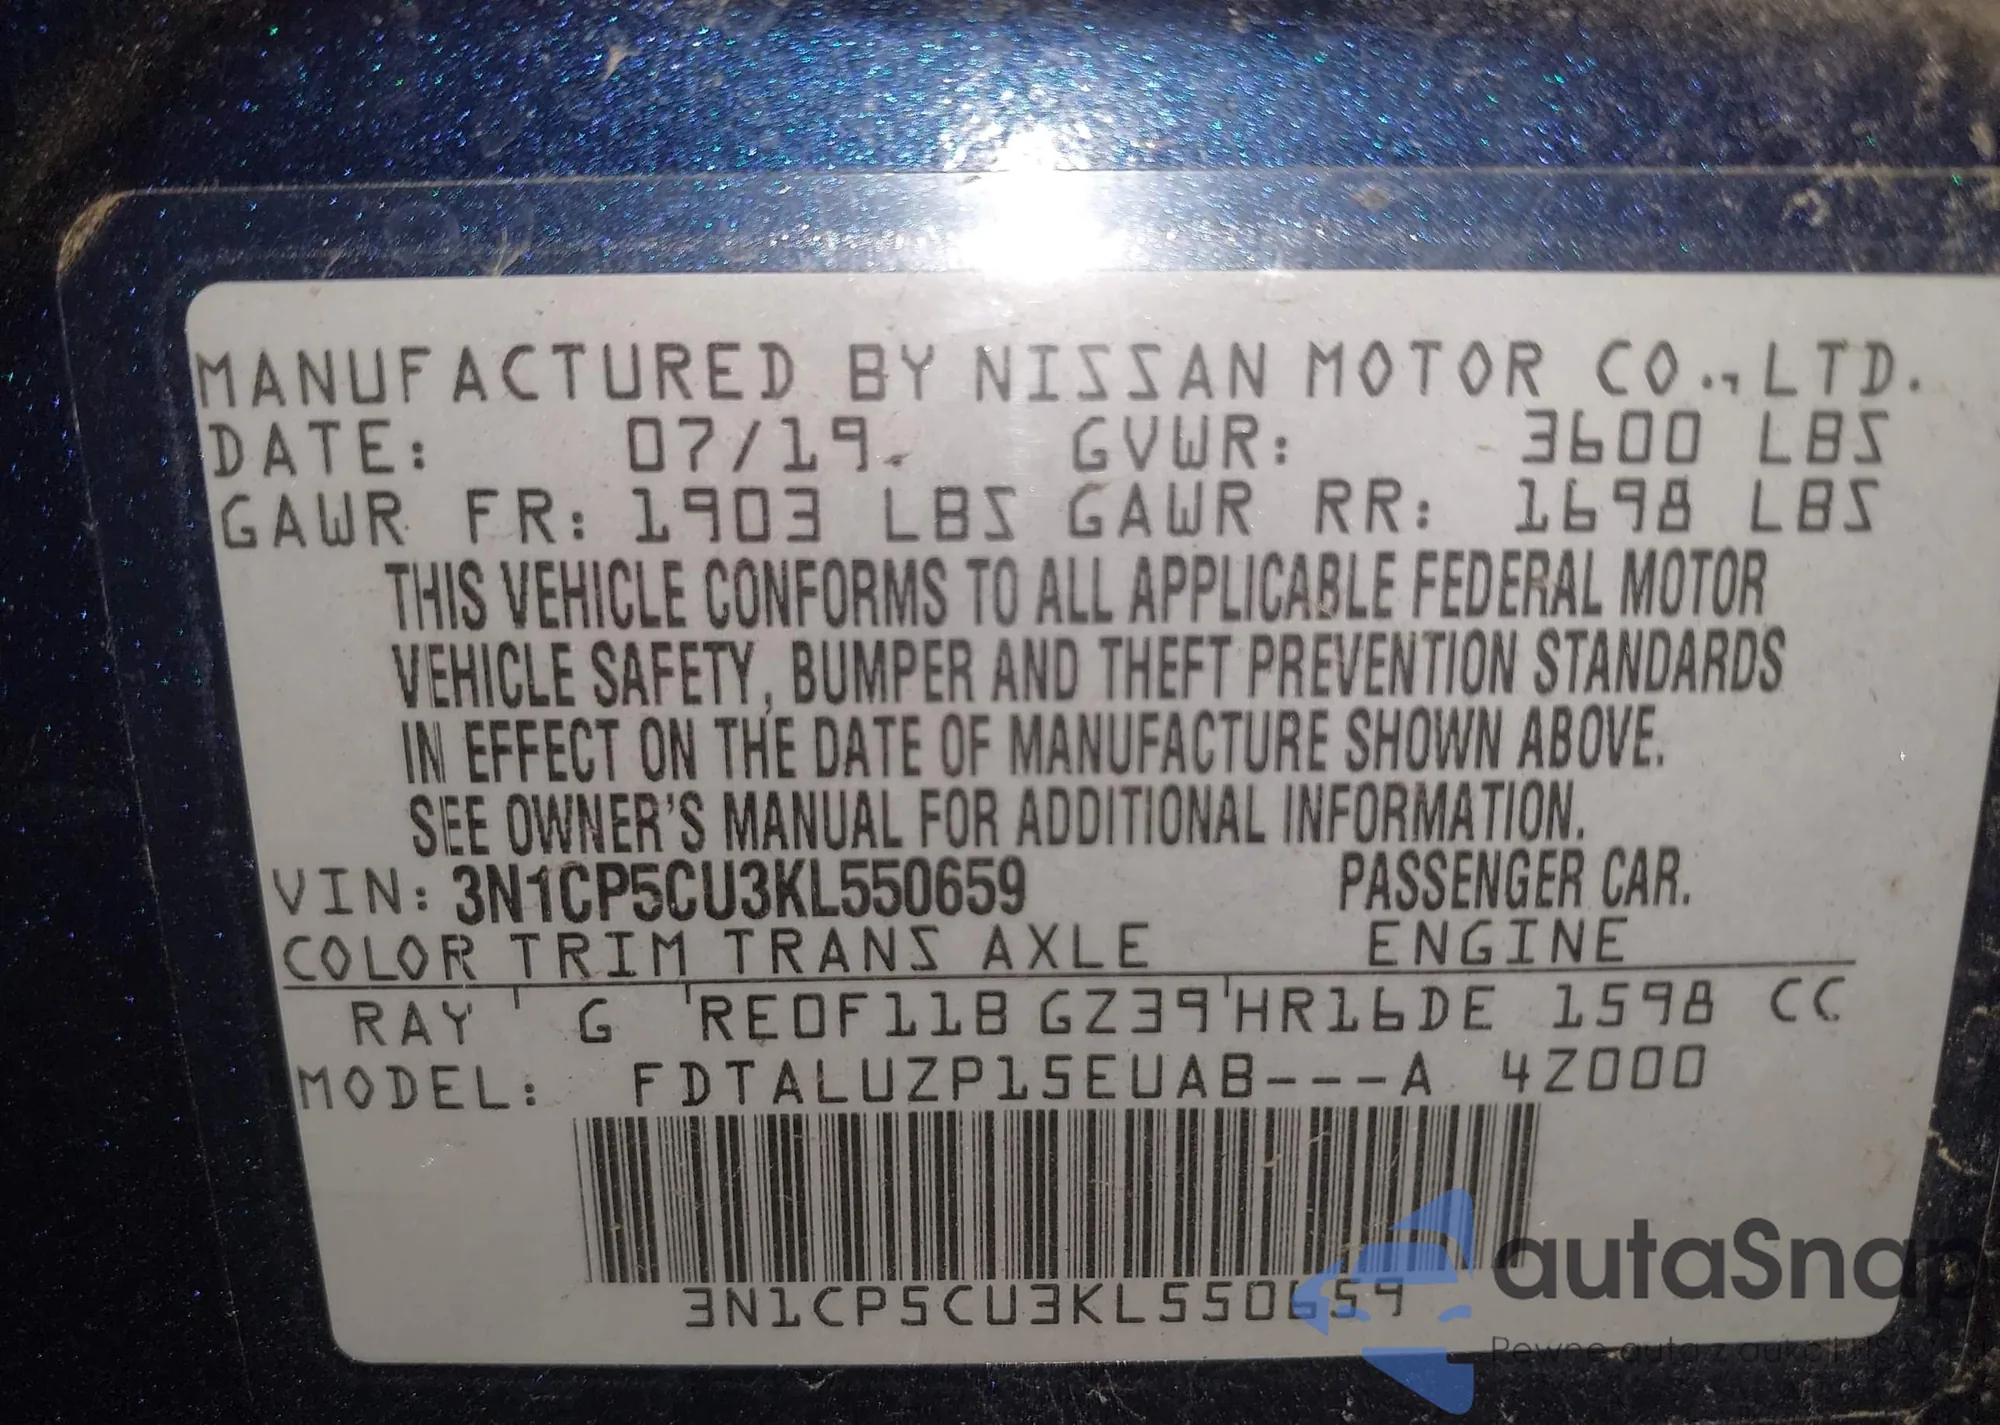 MANUFACTURED BY NISSAN MOTOR CO.,LTD.
DATE: 07/19 GVWR: 3600 LBS
GAWR FR: 1903 LBS GAWR RR: 1698 LBS
THIS VEHICLE CONFORMS TO ALL APPLICABLE FEDERAL MOTOR
VEHICLE SAFETY, BUMPER AND THEFT PREVENTION STANDARDS
IN EFFECT ON THE DATE OF MANUFACTURE SHOWN ABOVE.
SEE OWNER'S MANUAL FOR ADDITIONAL INFORMATION.
VIN: 3N1CP5CU3KL550659 PASSENGER CAR.
COLOR TRIM TRANS AXLE ENGINE
RAY G RE0F11B GZ39 HR16DE 1598 CC
MODEL: FDTALUZP15EUAB---A 4Z000
3N1CP5CU3KL550659
autaSnap
Pewne auta z aukcji